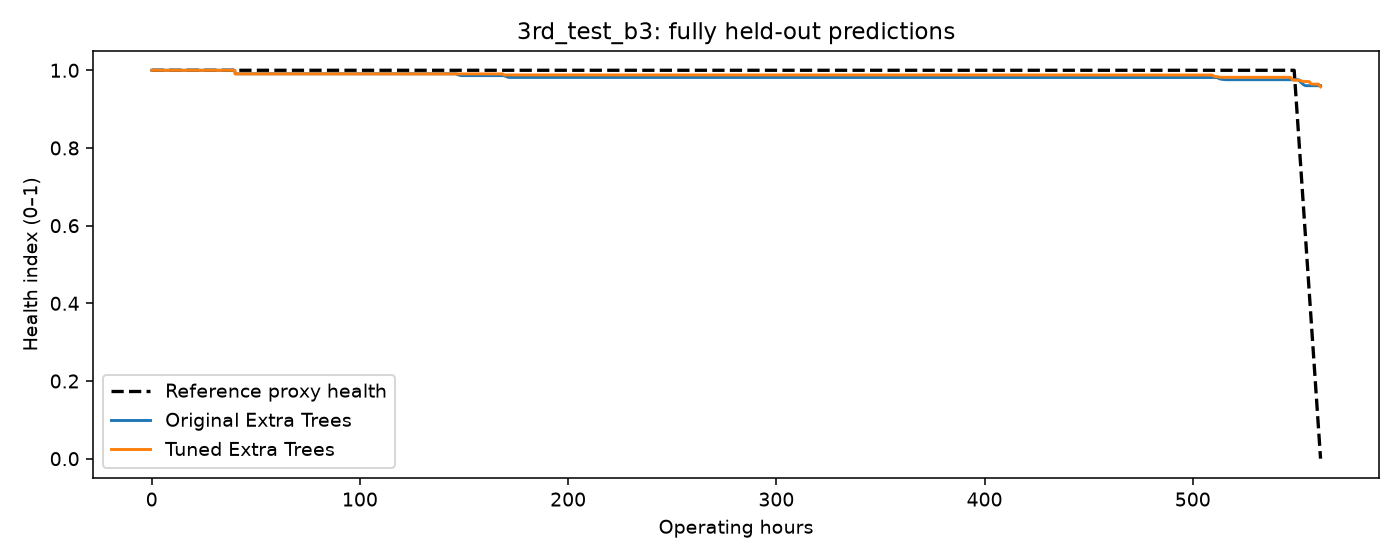 3rd_test_b3: fully held-out predictions
Health index (0–1)
1.0
0.8
0.6
0.4
0.2
0.0
Reference proxy health
Original Extra Trees
Tuned Extra Trees
0 100 200 300 400 500
Operating hours